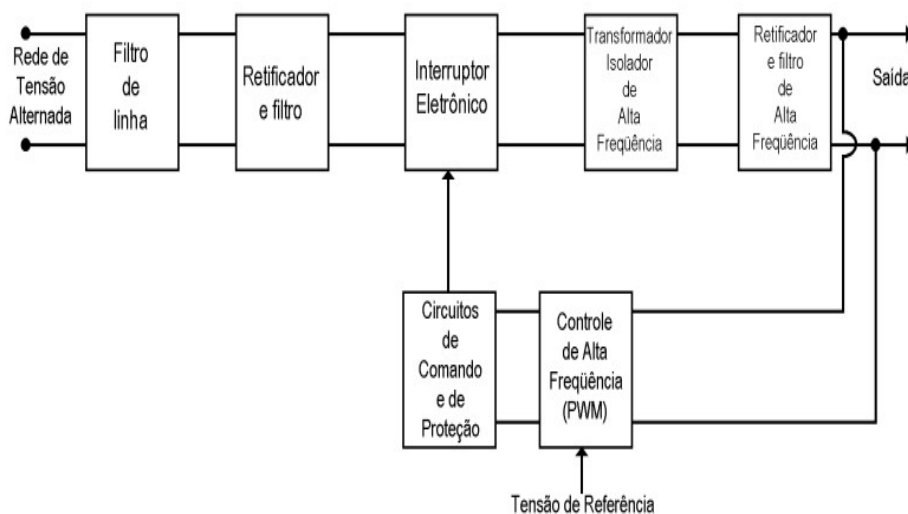 Rede de
Tensão
Alternada
Filtro
de
linha
Retificador
e filtro
Interruptor
Eletrônico
Transformador
Isolador
de
Alta
Freqüência
Retificador
e filtro
de
Alta
Freqüência
Saída
Circuitos
de
Comando
e de
Proteção
Controle
de Alta
Freqüência
(PWM)
Tensão de Referência